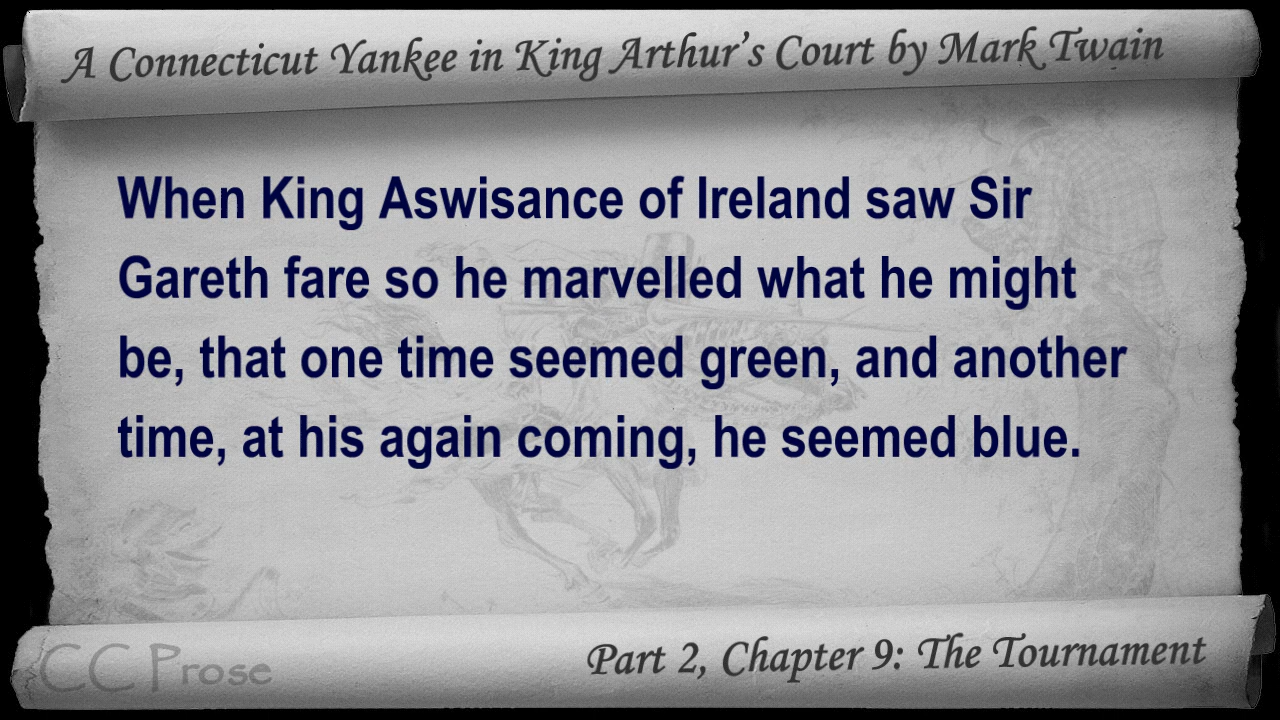 A Connecticut Yankee in King Arthur's Court by Mark Twain
When King Aswisance of Ireland saw Sir
Gareth fare so he marvelled what he might
be, that one time seemed green, and another
time, at his again coming, he seemed blue.
CC Prose
Part 2, Chapter 9: The Tournament